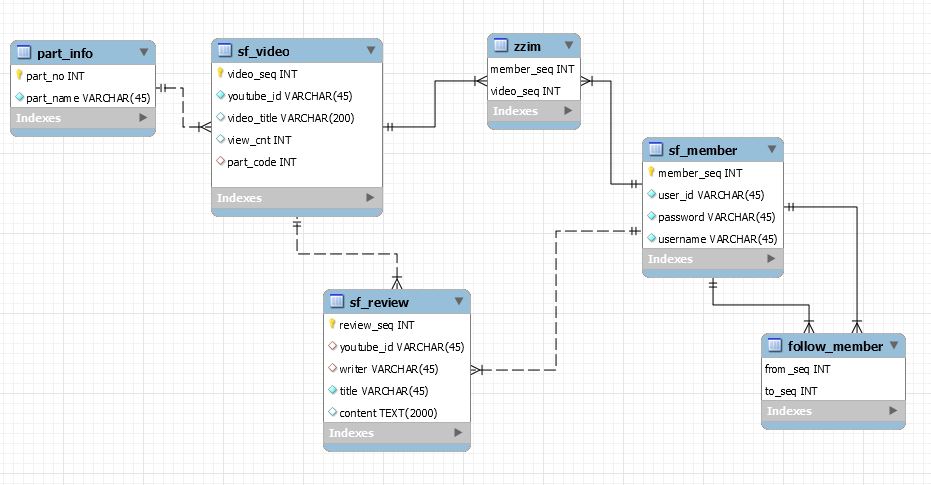 part_info
part_no INT
part_name VARCHAR(45)
Indexes
sf_video
video_seq INT
youtube_id VARCHAR(45)
video_title VARCHAR(200)
view_cnt INT
part_code INT
Indexes
zzim
member_seq INT
video_seq INT
Indexes
sf_member
member_seq INT
user_id VARCHAR(45)
password VARCHAR(45)
username VARCHAR(45)
Indexes
sf_review
review_seq INT
youtube_id VARCHAR(45)
writer VARCHAR(45)
title VARCHAR(45)
content TEXT(2000)
Indexes
follow_member
from_seq INT
to_seq INT
Indexes